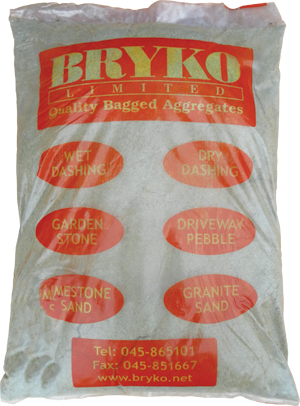 BRYKO
LIMITED
Quality Bagged Aggregates
WET
DASHING
DRY
DASHING
GARDEN
STONE
DRIVEWAY
PEBBLE
LIMESTONE
SAND
GRANITE
SAND
Tel: 045-865101
Fax: 045-851667
www.bryko.net